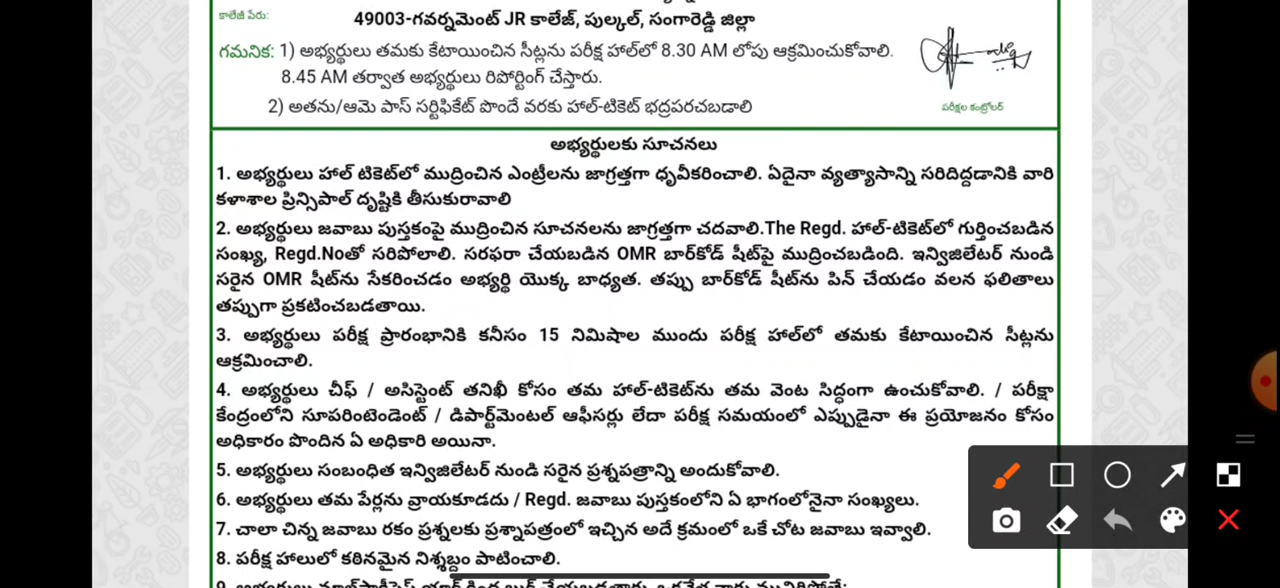 కాలేజీ పేరు:
49003-గవర్నమెంట్ JR కాలేజ్, పుల్కల్, సంగారెడ్డి జిల్లా
గమనిక: 1) అభ్యర్థులు తమకు కేటాయించిన సీట్లను పరీక్ష హాల్‌లో 8.30 AM లోపు ఆక్రమించుకోవాలి.
8.45 AM తర్వాత అభ్యర్థులు రిపోర్టింగ్ చేస్తారు.
2) అతను/ఆమె పాస్ సర్టిఫికేట్ పొందే వరకు హాల్-టికెట్ భద్రపరచబడాలి
పరీక్షల కంట్రోలర్
అభ్యర్థులకు సూచనలు
1. అభ్యర్థులు హాల్ టికెట్‌లో ముద్రించిన ఎంట్రీలను జాగ్రత్తగా ధృవీకరించాలి. ఏదైనా వ్యత్యాసాన్ని సరిదిద్దడానికి వారి
కళాశాల ప్రిన్సిపాల్ దృష్టికి తీసుకురావాలి
2. అభ్యర్థులు జవాబు పుస్తకంపై ముద్రించిన సూచనలను జాగ్రత్తగా చదవాలి.The Regd. హాల్-టికెట్‌లో గుర్తించబడిన
సంఖ్య, Regd.Noతో సరిపోలాలి. సరఫరా చేయబడిన OMR బార్‌కోడ్ షీట్‌పై ముద్రించబడింది. ఇన్విజిలేటర్ నుండి
సరైన OMR షీట్‌ను సేకరించడం అభ్యర్థి యొక్క బాధ్యత. తప్పు బార్‌కోడ్ షీట్‌ను పిన్ చేయడం వలన ఫలితాలు
తప్పుగా ప్రకటించబడతాయి.
3. అభ్యర్థులు పరీక్ష ప్రారంభానికి కనీసం 15 నిమిషాల ముందు పరీక్ష హాల్‌లో తమకు కేటాయించిన సీట్లను
ఆక్రమించాలి.
4. అభ్యర్థులు చీఫ్ / అసిస్టెంట్ తనిఖీ కోసం తమ హాల్-టికెట్‌ను తమ వెంట సిద్ధంగా ఉంచుకోవాలి. / పరీక్షా
కేంద్రంలోని సూపరింటెండెంట్ / డిపార్ట్‌మెంటల్ ఆఫీసర్లు లేదా పరీక్ష సమయంలో ఎప్పుడైనా ఈ ప్రయోజనం కోసం
అధికారం పొందిన ఏ అధికారి అయినా.
5. అభ్యర్థులు సంబంధిత ఇన్విజిలేటర్ నుండి సరైన ప్రశ్నపత్రాన్ని అందుకోవాలి.
6. అభ్యర్థులు తమ పేర్లను వ్రాయకూడదు / Regd. జవాబు పుస్తకంలోని ఏ భాగంలోనైనా సంఖ్యలు.
7. చాలా చిన్న జవాబు రకం ప్రశ్నలకు ప్రశ్నాపత్రంలో ఇచ్చిన అదే క్రమంలో ఒకే చోట జవాబు ఇవ్వాలి.
8. పరీక్ష హాలులో కఠినమైన నిశ్శబ్దం పాటించాలి.